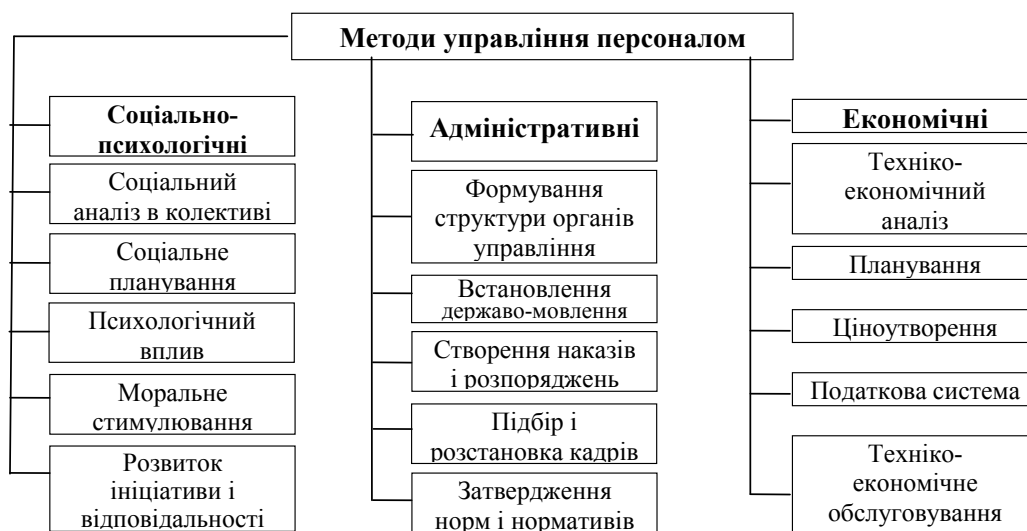 Методи управління персоналом
Соціально-
психологічні
Соціальний
аналіз в колективі
Соціальне
планування
Психологічний
вплив
Моральне
стимулювання
Розвиток
ініціативи і
відповідальності
Адміністративні
Формування
структури органів
управління
Встановлення
державо-мовлення
Створення наказів
і розпоряджень
Підбір і
розстановка кадрів
Затвердження
норм і нормативів
Економічні
Техніко-
економічний
аналіз
Планування
Ціноутворення
Податкова система
Техніко-
економічне
обслуговування